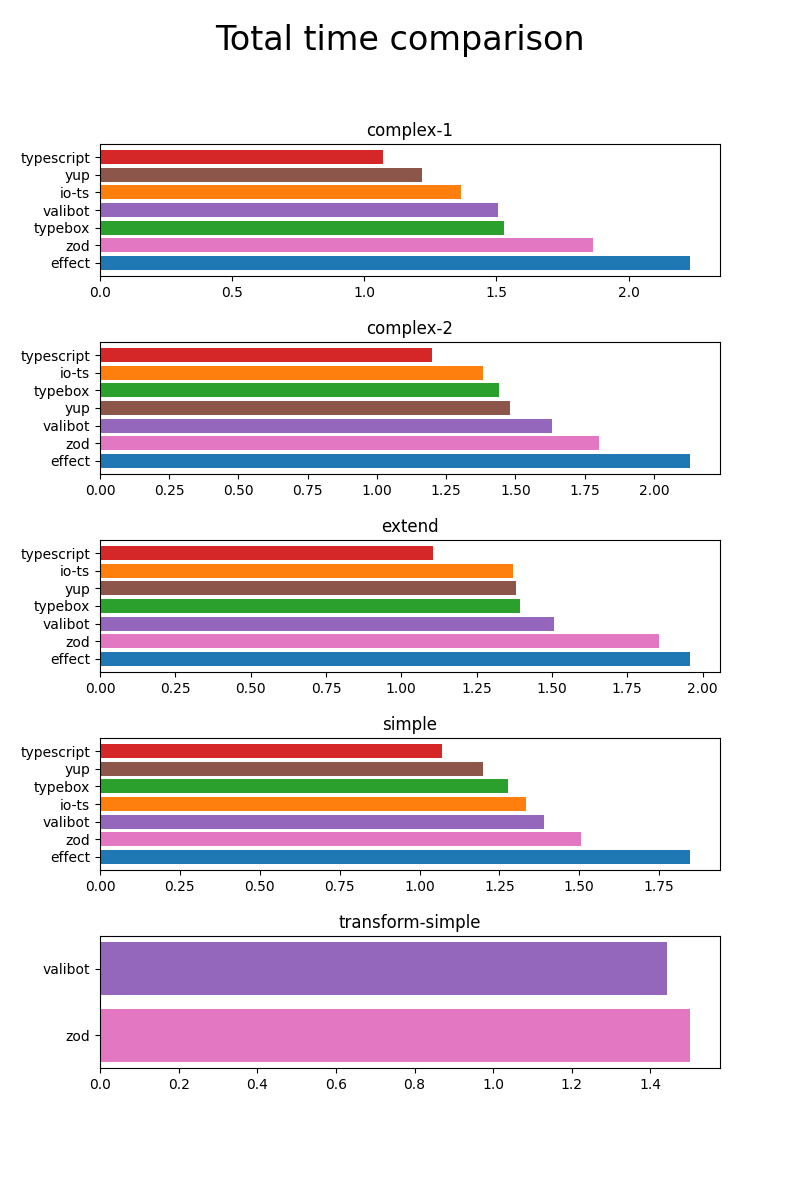 Total time comparison
complex-1
typescript
yup
io-ts
valibot
typebox
zod
effect
0.0 0.5 1.0 1.5 2.0
complex-2
typescript
io-ts
typebox
yup
valibot
zod
effect
0.00 0.25 0.50 0.75 1.00 1.25 1.50 1.75 2.00
extend
typescript
io-ts
yup
typebox
valibot
zod
effect
0.00 0.25 0.50 0.75 1.00 1.25 1.50 1.75 2.00
simple
typescript
yup
typebox
io-ts
valibot
zod
effect
0.00 0.25 0.50 0.75 1.00 1.25 1.50 1.75
transform-simple
valibot
zod
0.0 0.2 0.4 0.6 0.8 1.0 1.2 1.4